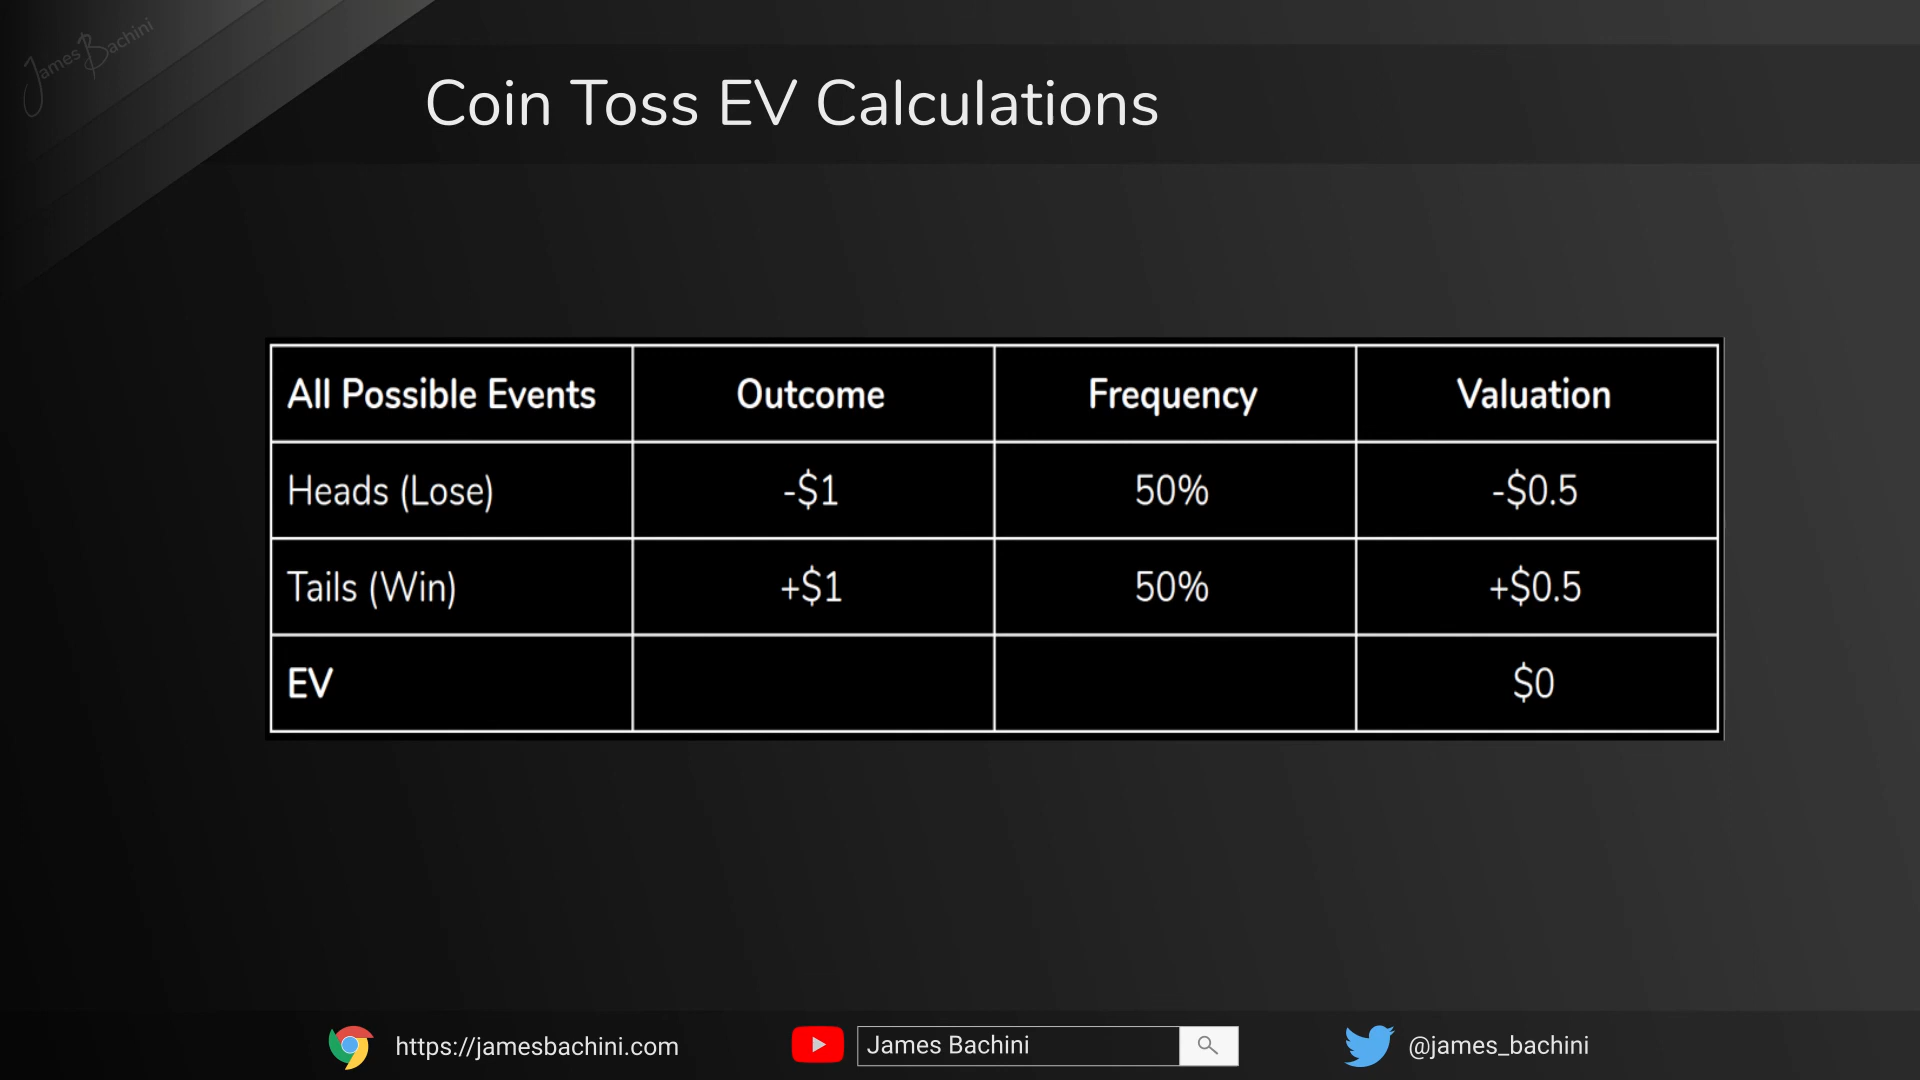 James Bachini
Coin Toss EV Calculations
All Possible Events Outcome Frequency Valuation
Heads (Lose) -$1 50% -$0.5
Tails (Win) +$1 50% +$0.5
EV $0
https://jamesbachini.com James Bachini @james_bachini